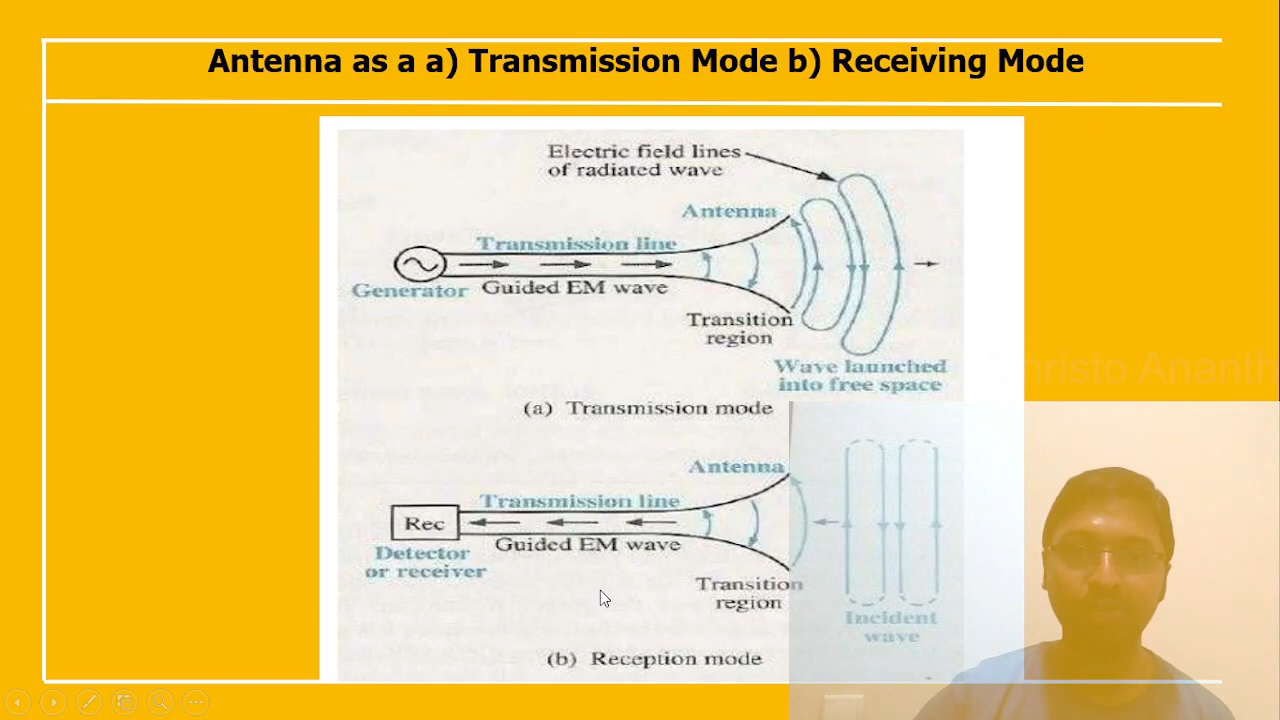 Antenna as a a) Transmission Mode b) Receiving Mode
Electric field lines
of radiated wave
Antenna
Transmission line
Generator
Guided EM wave
Transition
region
Wave launched
into free space
Christo Ananth
(a) Transmission mode
Antenna
Transmission line
Rec
Guided EM wave
Detector
or receiver
Transition
region
Incident
wave
(b) Reception mode